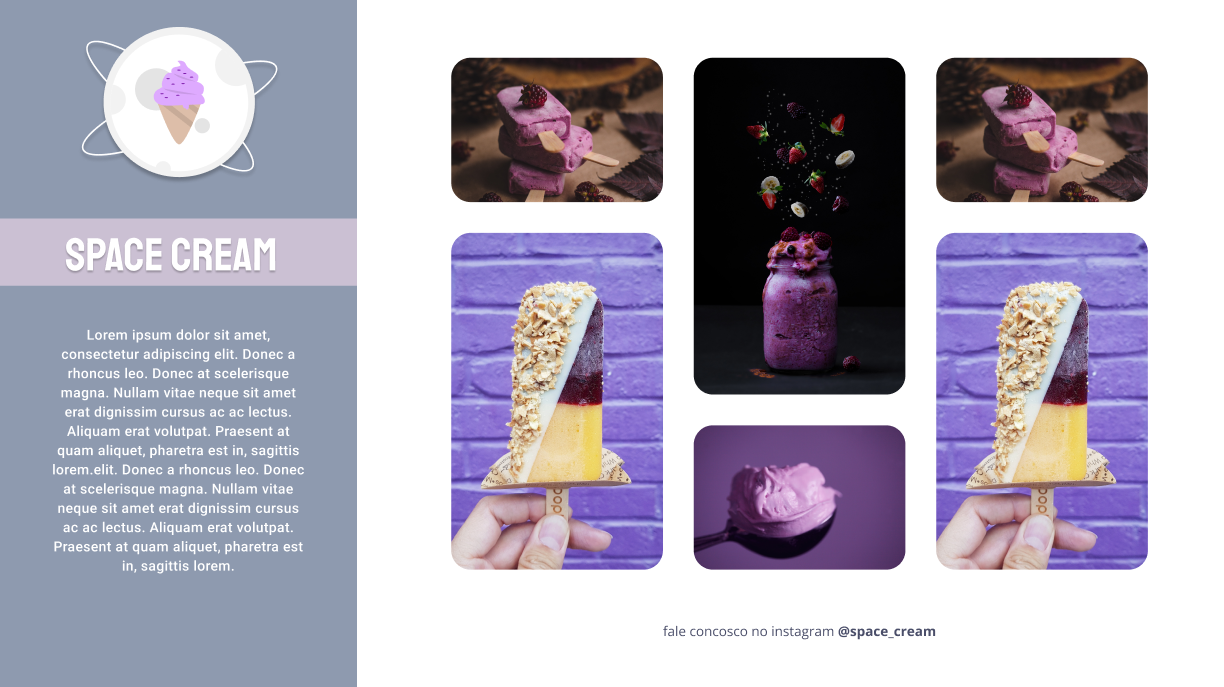 SPACE CREAM
Lorem ipsum dolor sit amet,
consectetur adipiscing elit. Donec a
rhoncus leo. Donec at scelerisque
magna. Nullam vitae neque sit amet
erat dignissim cursus ac ac lectus.
Aliquam erat volutpat. Praesent at
quam aliquet, pharetra est in, sagittis
lorem.elit. Donec a rhoncus leo. Donec
at scelerisque magna. Nullam vitae
neque sit amet erat dignissim cursus
ac ac lectus. Aliquam erat volutpat.
Praesent at quam aliquet, pharetra est
in, sagittis lorem.
fale concosco no instagram @space_cream